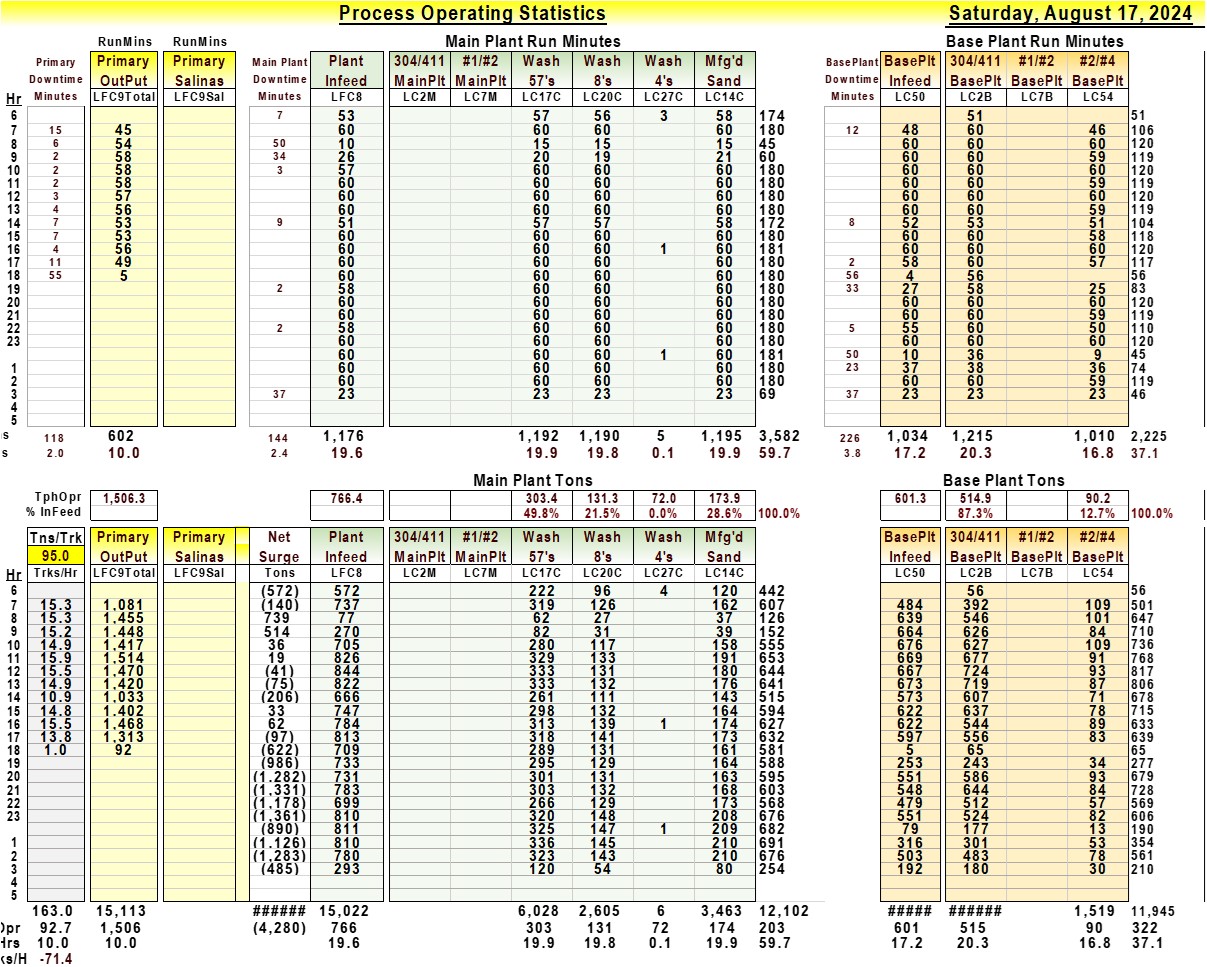 Process Operating Statistics Saturday, August 17, 2024
RunMins RunMins Main Plant Run Minutes Base Plant Run Minutes
Primary Primary Primary Main Plant Plant 304/411 #1/#2 Wash Wash Wash Mfg'd BasePlant BasePlt 304/411 #1/#2 #2/#4
Downtime OutPut Salinas Downtime Infeed MainPlt MainPlt 57's 8's 4's Sand Downtime Infeed BasePlt BasePlt BasePlt
Hr Minutes LFC9Total LFC9Sal Minutes LFC8 LC2M LC7M LC17C LC20C LC27C LC14C Minutes LC50 LC2B LC7B LC54
6 7 53 57 56 3 58 174 51 51
7 15 45 60 60 60 60 180 12 48 60 46 106
8 6 54 50 10 15 15 15 45 60 60 60 120
9 2 58 34 26 20 19 21 60 60 60 59 119
10 2 58 3 57 60 60 60 180 60 60 60 120
11 2 58 60 60 60 60 180 60 60 59 119
12 3 57 60 60 60 60 180 60 60 60 120
13 4 56 60 60 60 60 180 60 60 59 119
14 7 53 9 51 57 57 58 172 8 52 53 51 104
15 7 53 60 60 60 60 180 60 60 58 118
16 4 56 60 60 60 1 60 181 60 60 60 120
17 11 49 60 60 60 60 180 2 58 60 57 117
18 55 5 60 60 60 60 180 56 4 56 56
19 2 58 60 60 60 180 33 27 58 25 83
20 60 60 60 60 180 60 60 60 120
21 60 60 60 60 180 60 60 59 119
22 2 58 60 60 60 180 5 55 60 50 110
23 60 60 60 60 180 60 60 60 120
60 60 60 1 60 181 50 10 36 9 45
1 60 60 60 60 180 23 37 38 36 74
2 60 60 60 60 180 60 60 59 119
3 37 23 23 23 23 69 37 23 23 23 46
4
5
s 118 602 144 1,176 1,192 1,190 5 1,195 3,582 226 1,034 1,215 1,010 2,225
s 2.0 10.0 2.4 19.6 19.9 19.8 0.1 19.9 59.7 3.8 17.2 20.3 16.8 37.1
Main Plant Tons Base Plant Tons
TphOpr 1,506.3 766.4 303.4 131.3 72.0 173.9 601.3 514.9 90.2
% InFeed 49.8% 21.5% 0.0% 28.6% 100.0% 87.3% 12.7% 100.0%
Tns/Trk Primary Primary Net Plant 304/411 #1/#2 Wash Wash Wash Mfg'd BasePlt 304/411 #1/#2 #2/#4
95.0 OutPut Salinas Surge Infeed MainPlt MainPlt 57's 8's 4's Sand Infeed BasePlt BasePlt BasePlt
Hr Trks/Hr LFC9Total LFC9Sal Tons LFC8 LC2M LC7M LC17C LC20C LC27C LC14C LC50 LC2B LC7B LC54
6 (572) 572 222 96 4 120 442 56 56
7 15.3 1,081 (140) 737 319 126 162 607 484 392 109 501
8 15.3 1,455 739 77 62 27 37 126 639 546 101 647
9 15.2 1,448 514 270 82 31 39 152 664 626 84 710
10 14.9 1,417 36 705 280 117 158 555 676 627 109 736
11 15.9 1,514 19 826 329 133 191 653 669 677 91 768
12 15.5 1,470 (41) 844 333 131 180 644 667 724 93 817
13 14.9 1,420 (75) 822 333 132 176 641 673 719 87 806
14 10.9 1,033 (206) 666 261 111 143 515 573 607 71 678
15 14.8 1,402 33 747 298 132 164 594 622 637 78 715
16 15.5 1,468 62 784 313 139 1 174 627 622 544 89 633
17 13.8 1,313 (97) 813 318 141 173 632 597 556 83 639
18 1.0 92 (622) 709 289 131 161 581 5 65 65
19 (986) 733 295 129 164 588 253 243 34 277
20 (1,282) 731 301 131 163 595 551 586 93 679
21 (1,331) 783 303 132 168 603 548 644 84 728
22 (1,178) 699 266 129 173 568 479 512 57 569
23 (1,361) 810 320 148 208 676 551 524 82 606
(890) 811 325 147 1 209 682 79 177 13 190
1 (1,126) 810 336 145 210 691 316 301 53 354
2 (1,283) 780 323 143 210 676 503 483 78 561
3 (485) 293 120 54 80 254 192 180 30 210
4
5
163.0 15,113 ###### 15,022 6,028 2,605 6 3,463 12,102 ##### ###### 1,519 11,945
Opr 92.7 1,506 (4,280) 766 303 131 72 174 203 601 515 90 322
Hrs 10.0 10.0 19.6 19.9 19.8 0.1 19.9 59.7 17.2 20.3 16.8 37.1
ks/H -71.4